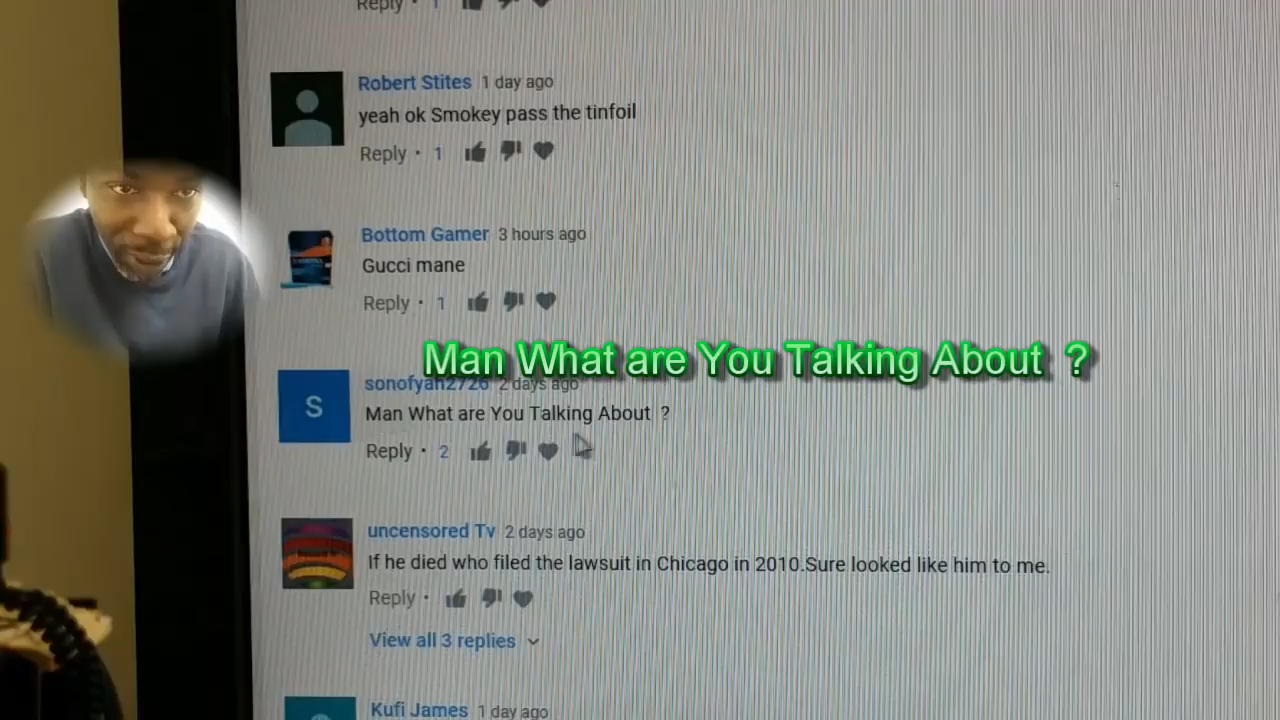 Reply · 1
Robert Stites 1 day ago
yeah ok Smokey pass the tinfoil
Reply · 1
Bottom Gamer 3 hours ago
Gucci mane
Reply · 1
Man What are You Talking About ?
sonofyah2726 2 days ago
Man What are You Talking About ?
Reply · 2
S
uncensored Tv 2 days ago
If he died who filed the lawsuit in Chicago in 2010.Sure looked like him to me.
Reply ·
View all 3 replies
Kufi James 1 day ago